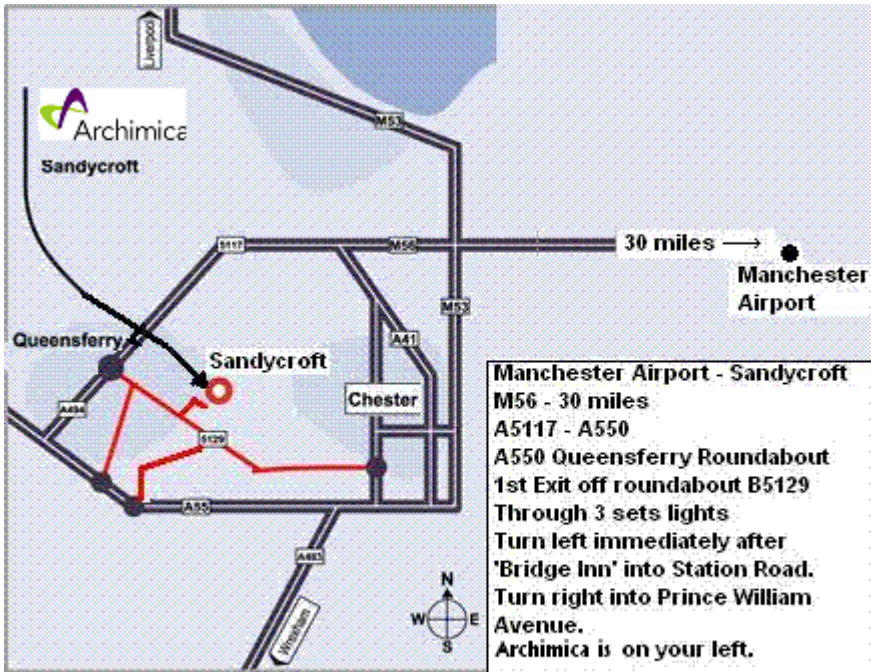 Liverpool
Archimica
Sandycroft
M53
5117
M56
30 miles
Manchester
Airport
M53
Queensferry
Sandycroft
A41
Chester
A494
5129
A55
A483
Wrexham
N
W E
S
Manchester Airport - Sandycroft
M56 - 30 miles
A5117 - A550
A550 Queensferry Roundabout
1st Exit off roundabout B5129
Through 3 sets lights
Turn left immediately after
'Bridge Inn' into Station Road.
Turn right into Prince William
Avenue.
Archimica is on your left.